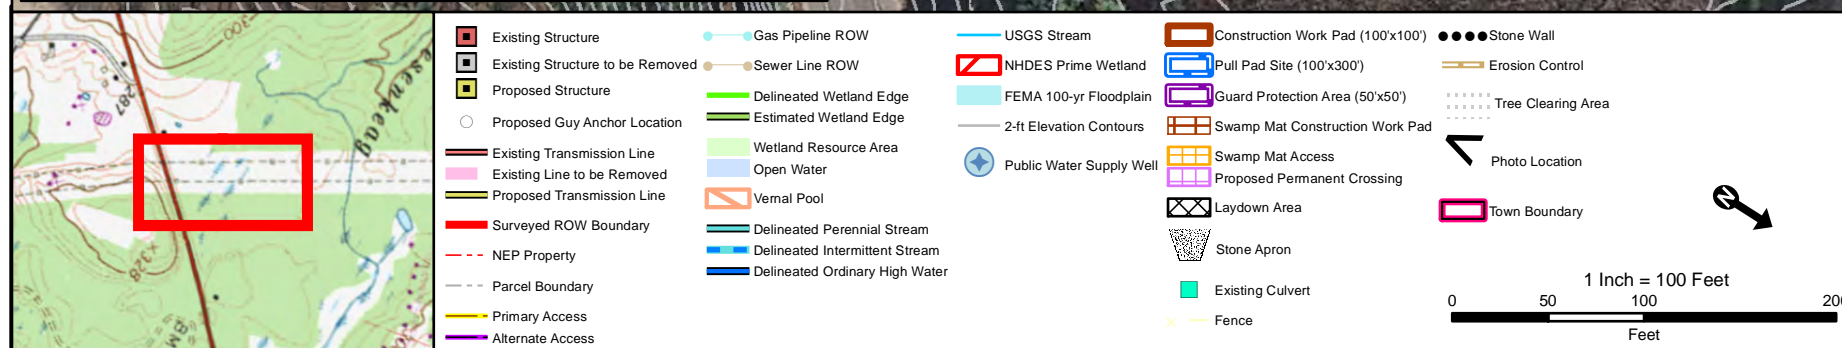 300
287
328
BM
esenkeag
Existing Structure
Existing Structure to be Removed
Proposed Structure
Proposed Guy Anchor Location
Existing Transmission Line
Existing Line to be Removed
Proposed Transmission Line
Surveyed ROW Boundary
NEP Property
Parcel Boundary
Primary Access
Alternate Access
Gas Pipeline ROW
Sewer Line ROW
Delineated Wetland Edge
Estimated Wetland Edge
Wetland Resource Area
Open Water
Vernal Pool
Delineated Perennial Stream
Delineated Intermittent Stream
Delineated Ordinary High Water
USGS Stream
NHDES Prime Wetland
FEMA 100-yr Floodplain
2-ft Elevation Contours
Public Water Supply Well
Construction Work Pad (100'x100')
Pull Pad Site (100'x300')
Guard Protection Area (50'x50')
Swamp Mat Construction Work Pad
Swamp Mat Access
Proposed Permanent Crossing
Laydown Area
Stone Apron
Existing Culvert
Fence
Stone Wall
Erosion Control
Tree Clearing Area
Photo Location
Town Boundary
N
1 Inch = 100 Feet
0 50 100 200
Feet